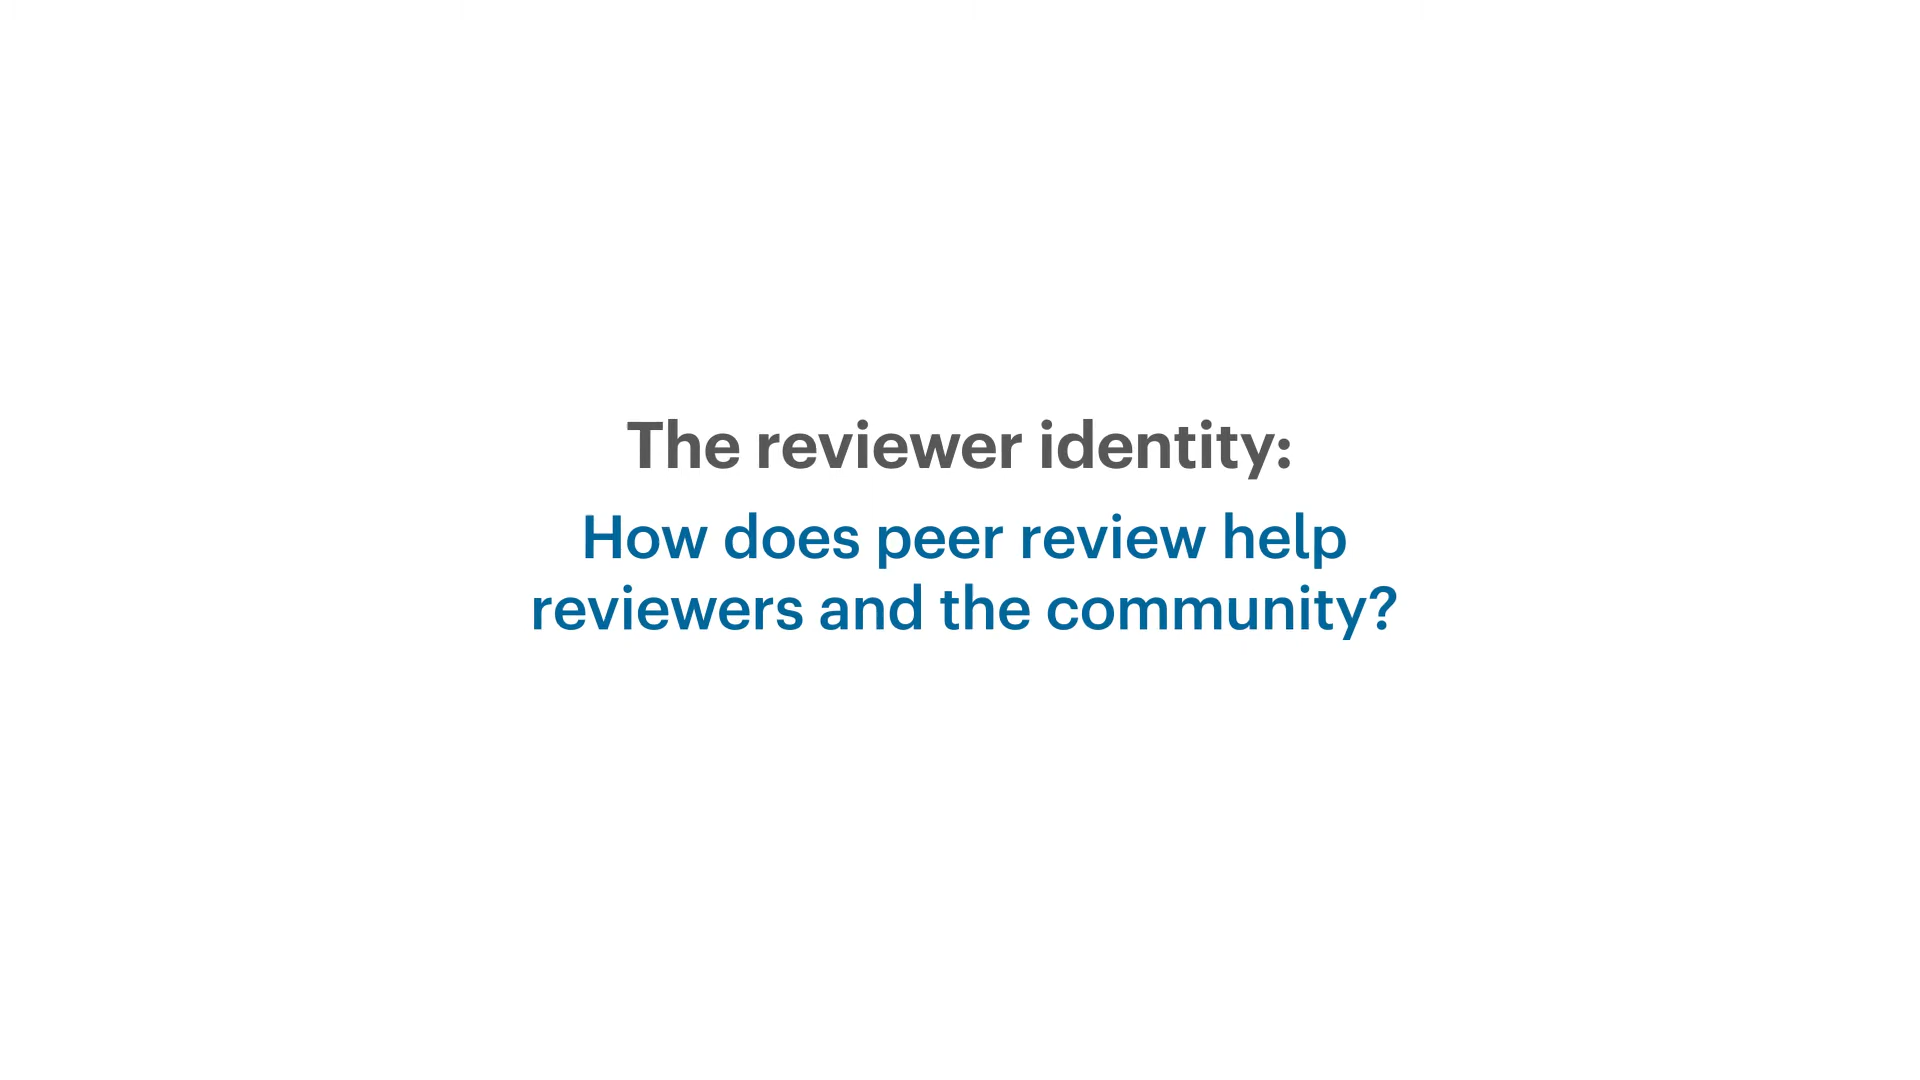 The reviewer identity:
How does peer review help
reviewers and the community?